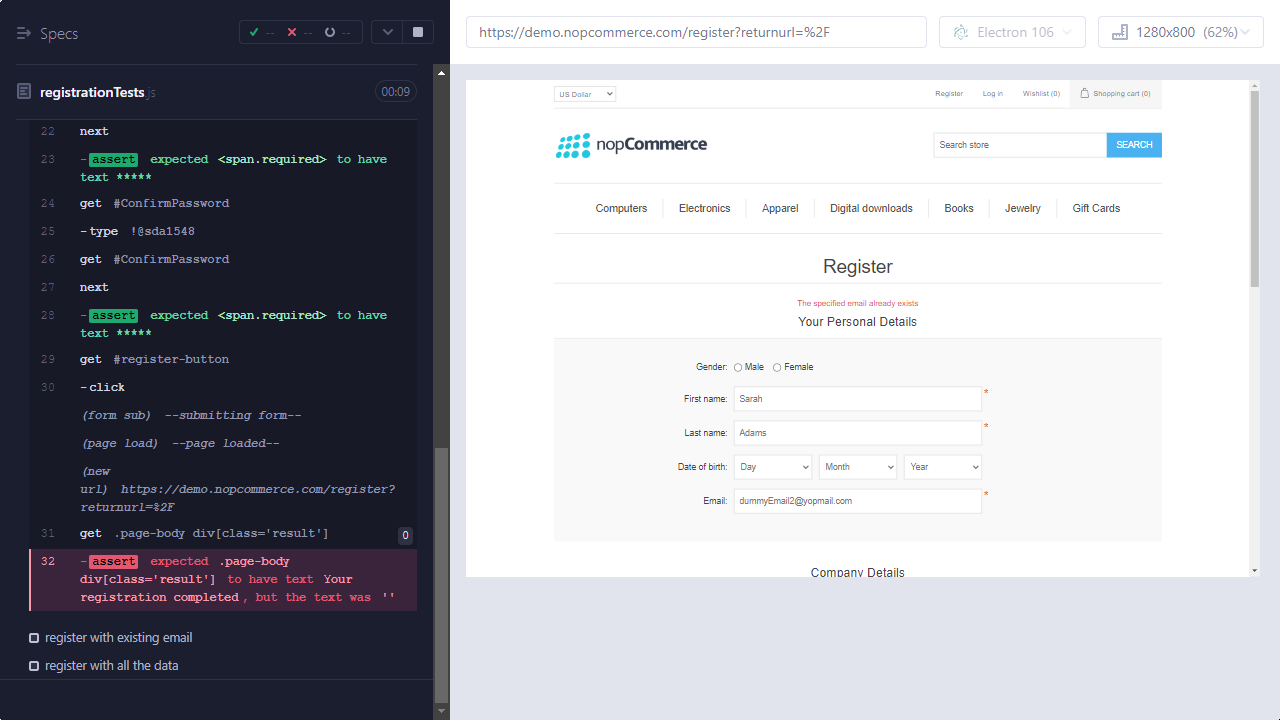 Specs
--
--
--
registrationTests.js
00:09
22 next
23 -assert expected <span.required> to have
text *****
24 get #ConfirmPassword
25 -type !@sda1548
26 get #ConfirmPassword
27 next
28 -assert expected <span.required> to have
text *****
29 get #register-button
30 -click
(form sub) --submitting form--
(page load) --page loaded--
(new
url) https://demo.nopcommerce.com/register?
returnurl=%2F
31 get .page-body div[class='result'] 0
32 -assert expected .page-body
div[class='result'] to have text Your
registration completed, but the text was ''
register with existing email
register with all the data
https://demo.nopcommerce.com/register?returnurl=%2F
Electron 106
1280x800 (62%)
US Dollar
Register Log in Wishlist (0) Shopping cart (0)
nopCommerce
Search store
SEARCH
Computers Electronics Apparel Digital downloads Books Jewelry Gift Cards
Register
The specified email already exists
Your Personal Details
Gender: Male Female
First name: Sarah *
Last name: Adams *
Date of birth: Day Month Year
Email: dummyEmail2@yopmail.com *
Company Details